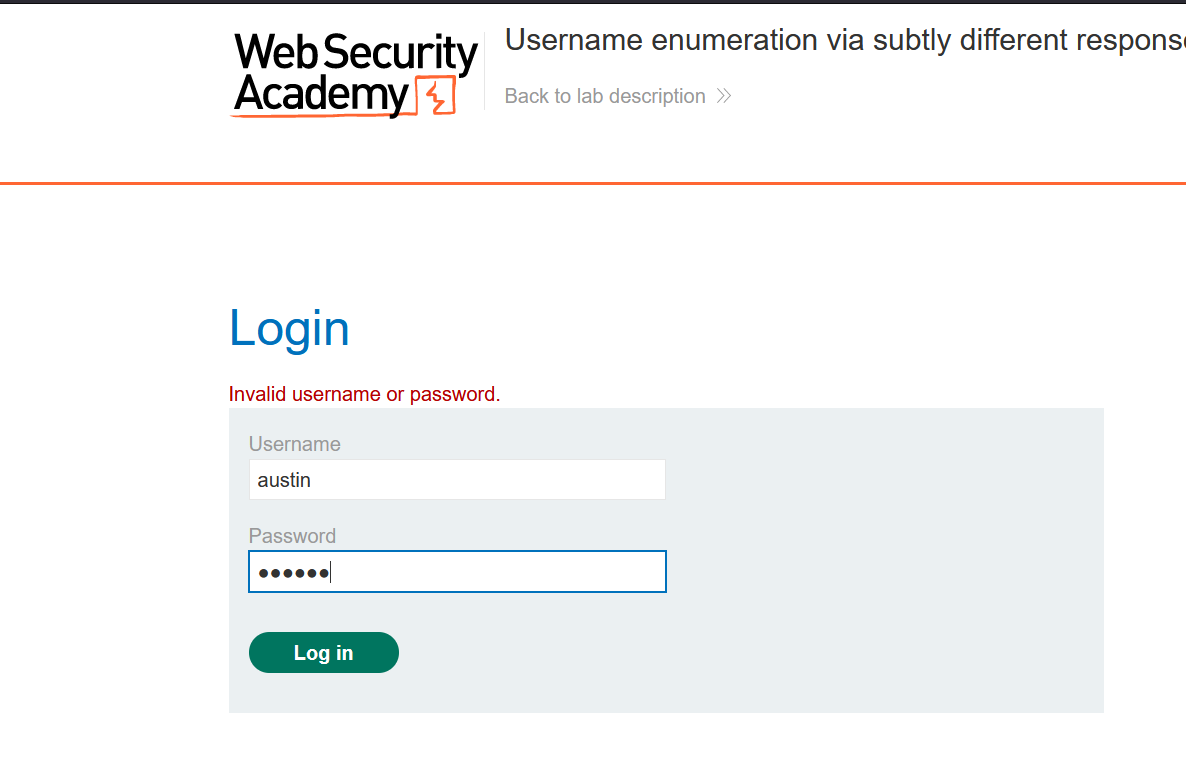 Web Security
Academy
Username enumeration via subtly different respons
Back to lab description
Login
Invalid username or password.
Username
austin
Password
Log in